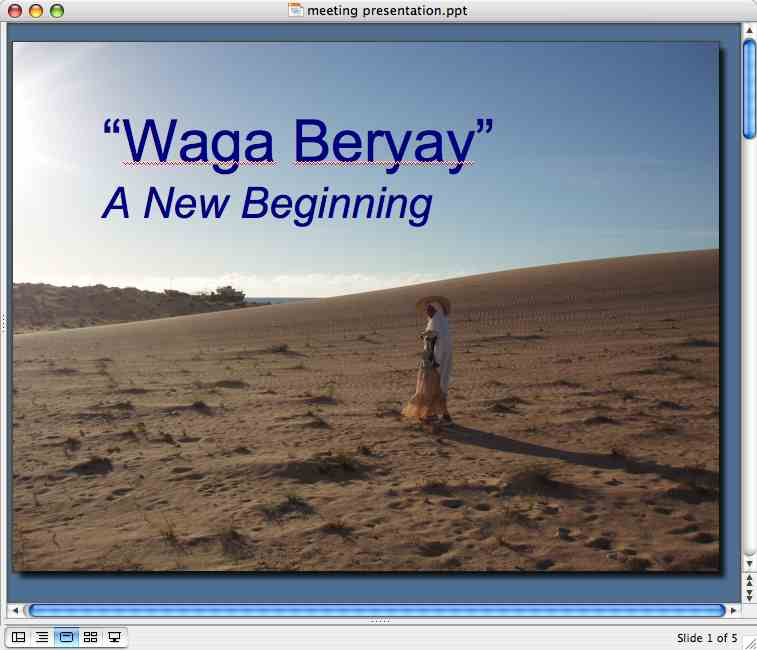 meeting presentation.ppt
“Waga Beryay”
A New Beginning
Slide 1 of 5